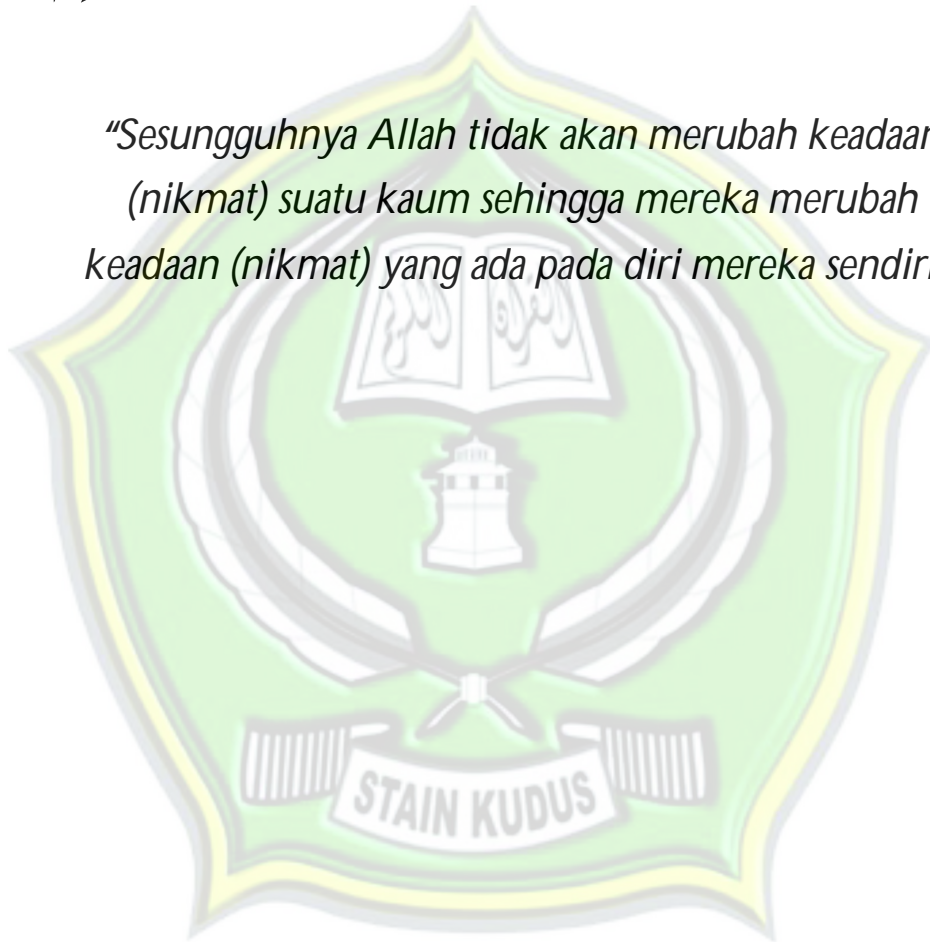 “Sesungguhnya Allah tidak akan merubah keadaan
(nikmat) suatu kaum sehingga mereka merubah
keadaan (nikmat) yang ada pada diri mereka sendiri
STAIN KUDUS